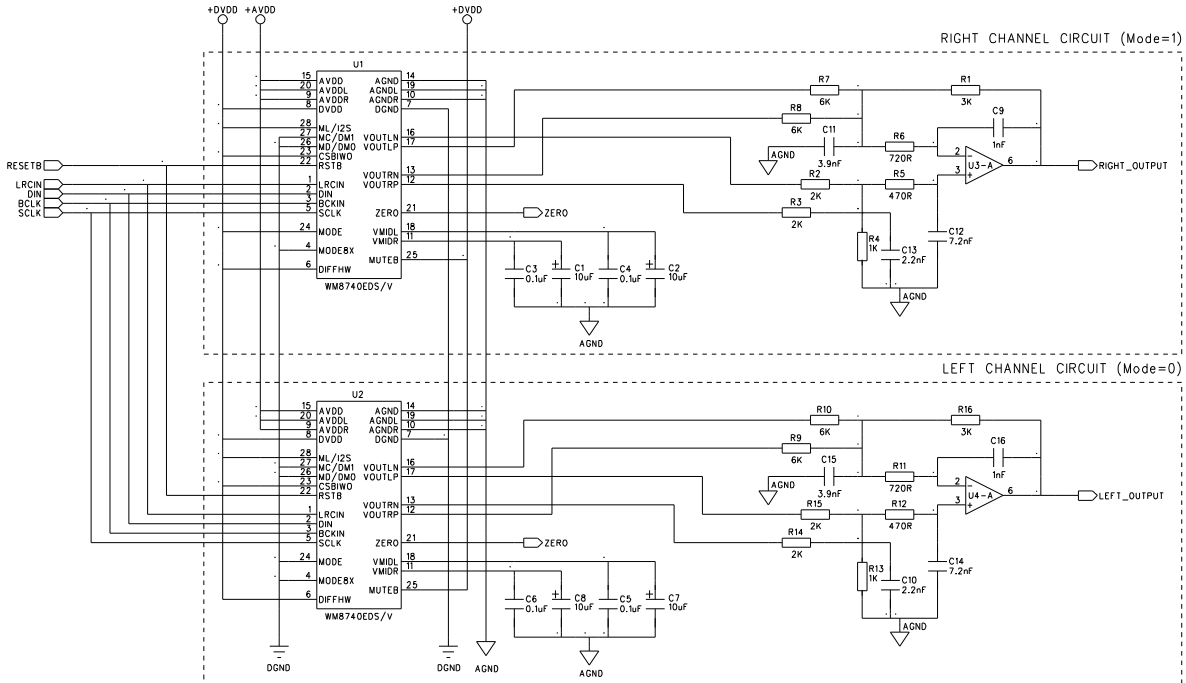 +DVDD +AVDD +DVDD
RIGHT CHANNEL CIRCUIT (Mode=1)
U1
15 AVDD AGND 14
20 AVDDL AGNDL 19
9 AVDDR AGNDR 10
8 DVDD DGND 7
28 ML/I2S
27 MC/DM1 VOUTLN 16
26 MD/DM0 VOUTLP 17
23 CSBIWO
22 RSTB
VOUTRN 13
VOUTRP 12
1 LRCIN
2 DIN
3 BCKIN
5 SCLK ZERO 21
24 MODE VMIDL 18
VMIDR 11
4 MODE8X
MUTEB 25
6 DIFFHW
WM8740EDS/V
RESETB
LRCIN
DIN
BCLK
SCLK
ZERO
C3
0.1uF
+
C1
10uF
C4
0.1uF
+
C2
10uF
AGND
R7
6K
R1
3K
R8
6K
C9
1nF
C11
3.9nF
AGND
R6
720R
2 -
U3-A
6
3 +
RIGHT_OUTPUT
R2
2K
R5
470R
R3
2K
R4
1K
C13
2.2nF
C12
7.2nF
AGND
LEFT CHANNEL CIRCUIT (Mode=0)
U2
15 AVDD AGND 14
20 AVDDL AGNDL 19
9 AVDDR AGNDR 10
8 DVDD DGND 7
28 ML/I2S
27 MC/DM1 VOUTLN 16
26 MD/DM0 VOUTLP 17
23 CSBIWO
22 RSTB
VOUTRN 13
VOUTRP 12
1 LRCIN
2 DIN
3 BCKIN
5 SCLK ZERO 21
24 MODE VMIDL 18
VMIDR 11
4 MODE8X
MUTEB 25
6 DIFFHW
WM8740EDS/V
ZERO
C6
0.1uF
+
C8
10uF
C5
0.1uF
+
C7
10uF
AGND
DGND
DGND
AGND
R10
6K
R16
3K
R9
6K
C16
1nF
C15
3.9nF
AGND
R11
720R
2 -
U4-A
6
3 +
LEFT_OUTPUT
R15
2K
R12
470R
R14
2K
R13
1K
C10
2.2nF
C14
7.2nF
AGND